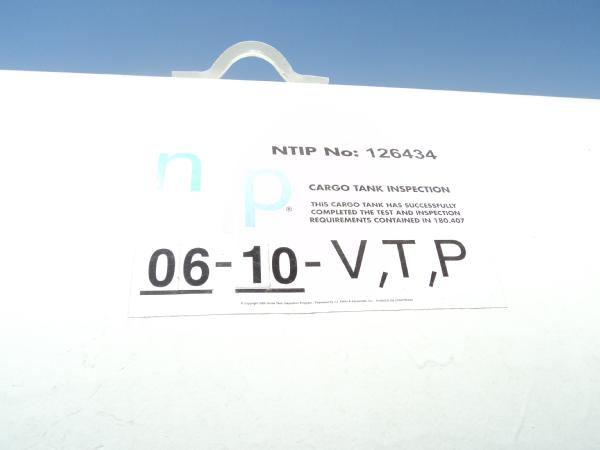 NTIP No: 126434
n p ®
CARGO TANK INSPECTION
THIS CARGO TANK HAS SUCCESSFULLY
COMPLETED THE TEST AND INSPECTION
REQUIREMENTS CONTAINED IN 180.407
06-10-V,T,P